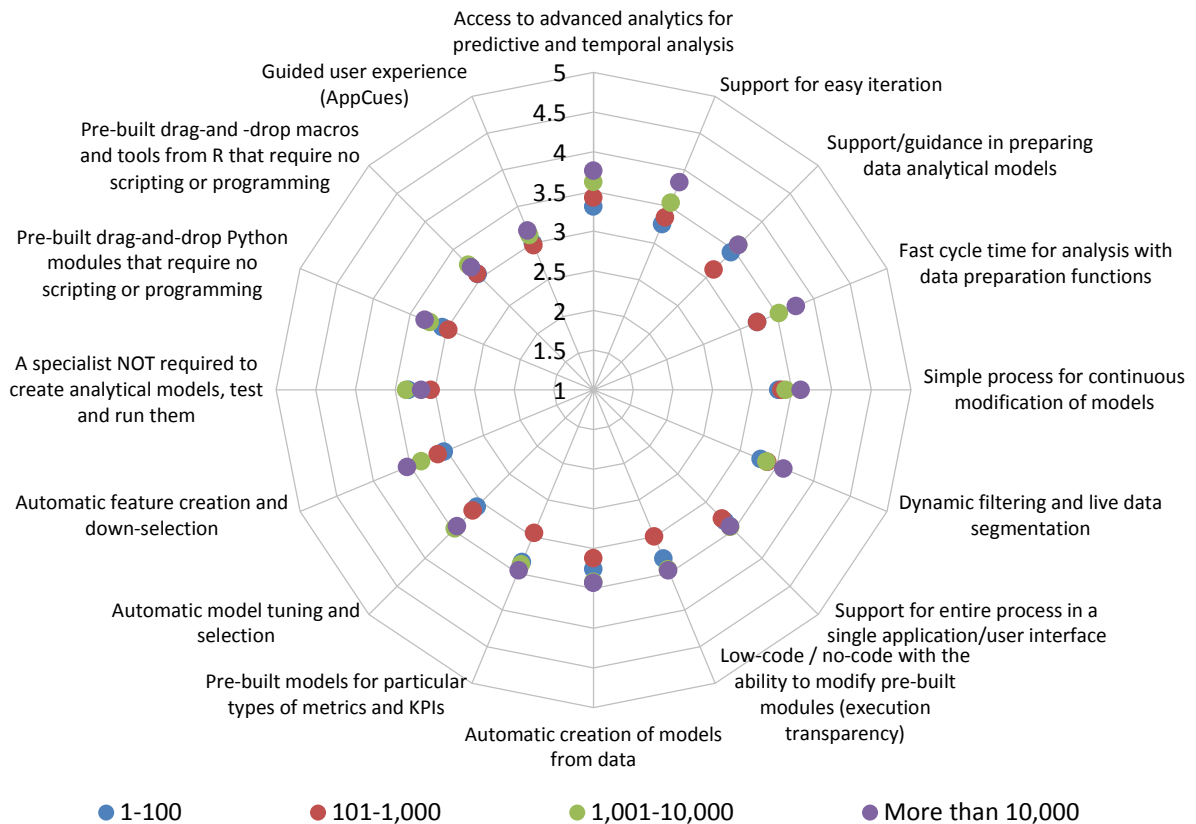 Access to advanced analytics for
predictive and temporal analysis
Support for easy iteration
Support/guidance in preparing
data analytical models
Fast cycle time for analysis with
data preparation functions
Simple process for continuous
modification of models
Dynamic filtering and live data
segmentation
Support for entire process in a
single application/user interface
Low-code / no-code with the
ability to modify pre-built
modules (execution
transparency)
Automatic creation of models
from data
Pre-built models for particular
types of metrics and KPIs
Automatic model tuning and
selection
Automatic feature creation and
down-selection
A specialist NOT required to
create analytical models, test
and run them
Pre-built drag-and-drop Python
modules that require no
scripting or programming
Pre-built drag-and -drop macros
and tools from R that require no
scripting or programming
Guided user experience
(AppCues)
5
4.5
4
3.5
3
2.5
2
1.5
1
1-100
101-1,000
1,001-10,000
More than 10,000